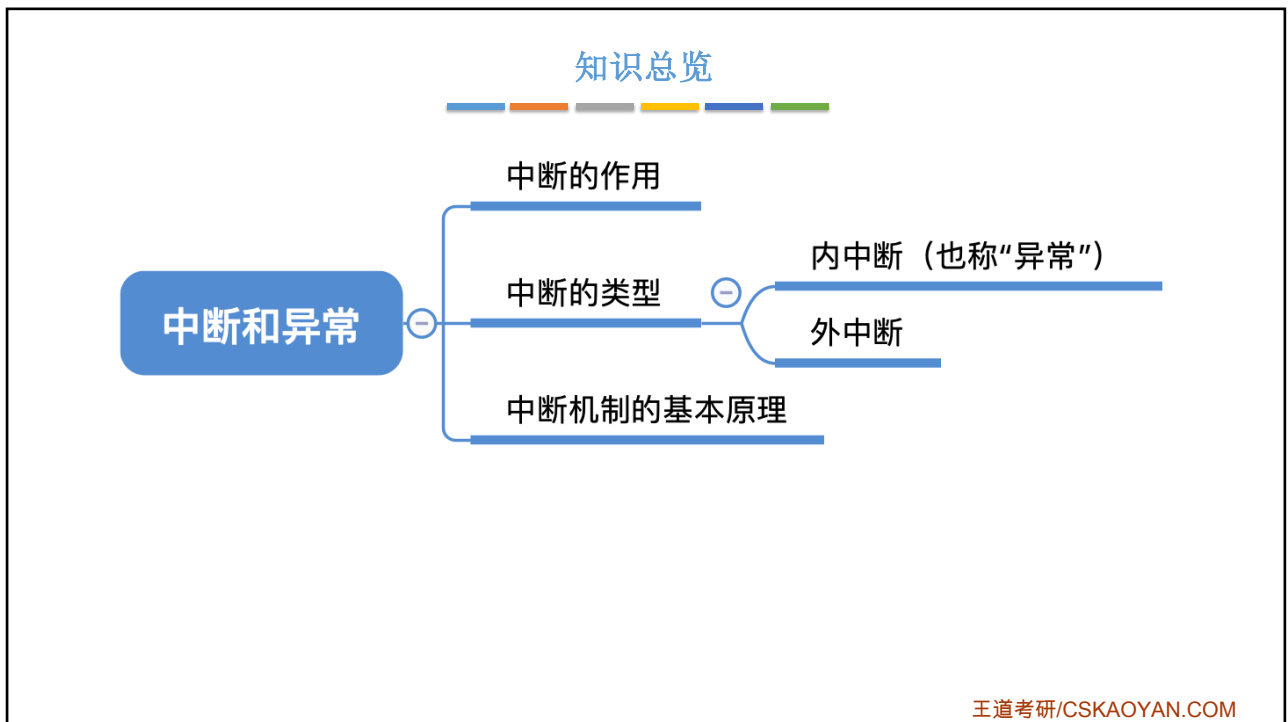 知识总览
中断的作用
中断和异常
中断的类型
内中断（也称“异常”）
外中断
中断机制的基本原理
王道考研/CSKAOYAN.COM